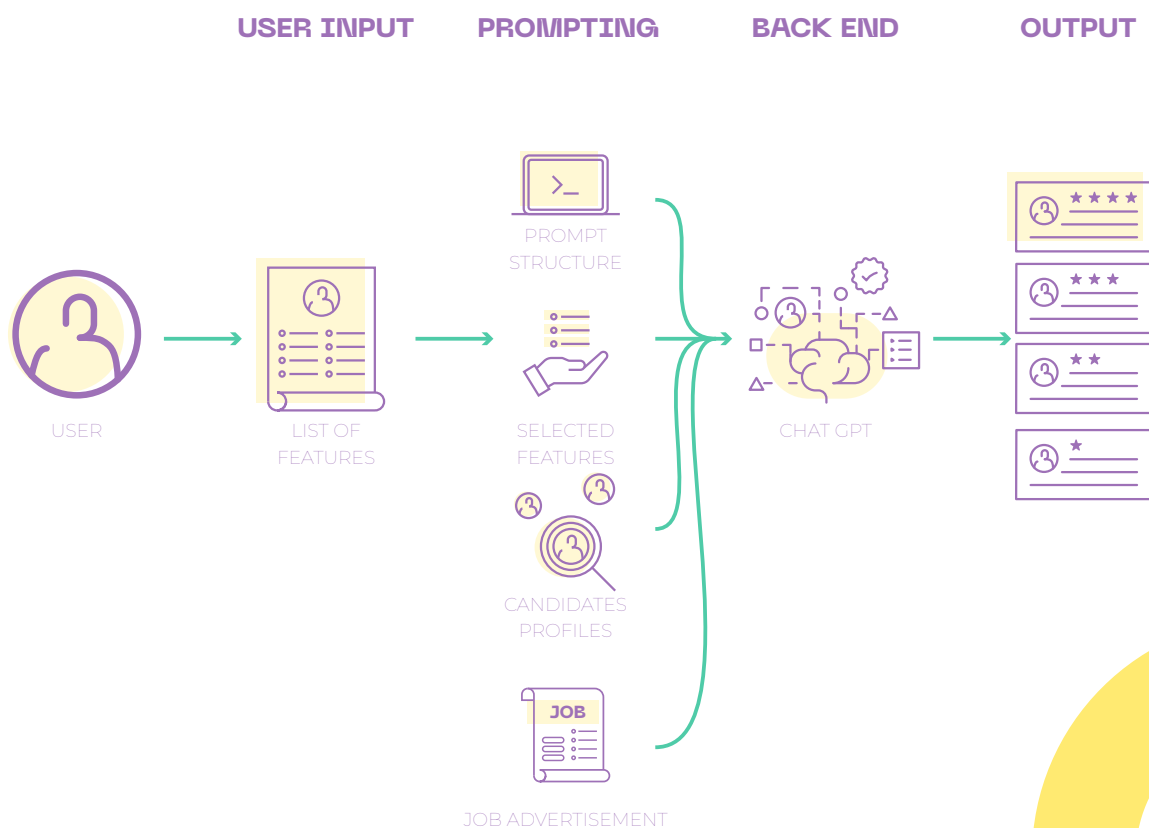 USER INPUT
PROMPTING
BACK END
OUTPUT
PROMPT
STRUCTURE
USER
LIST OF
FEATURES
SELECTED
FEATURES
CHAT GPT
CANDIDATES
PROFILES
JOB
JOB ADVERTISEMENT